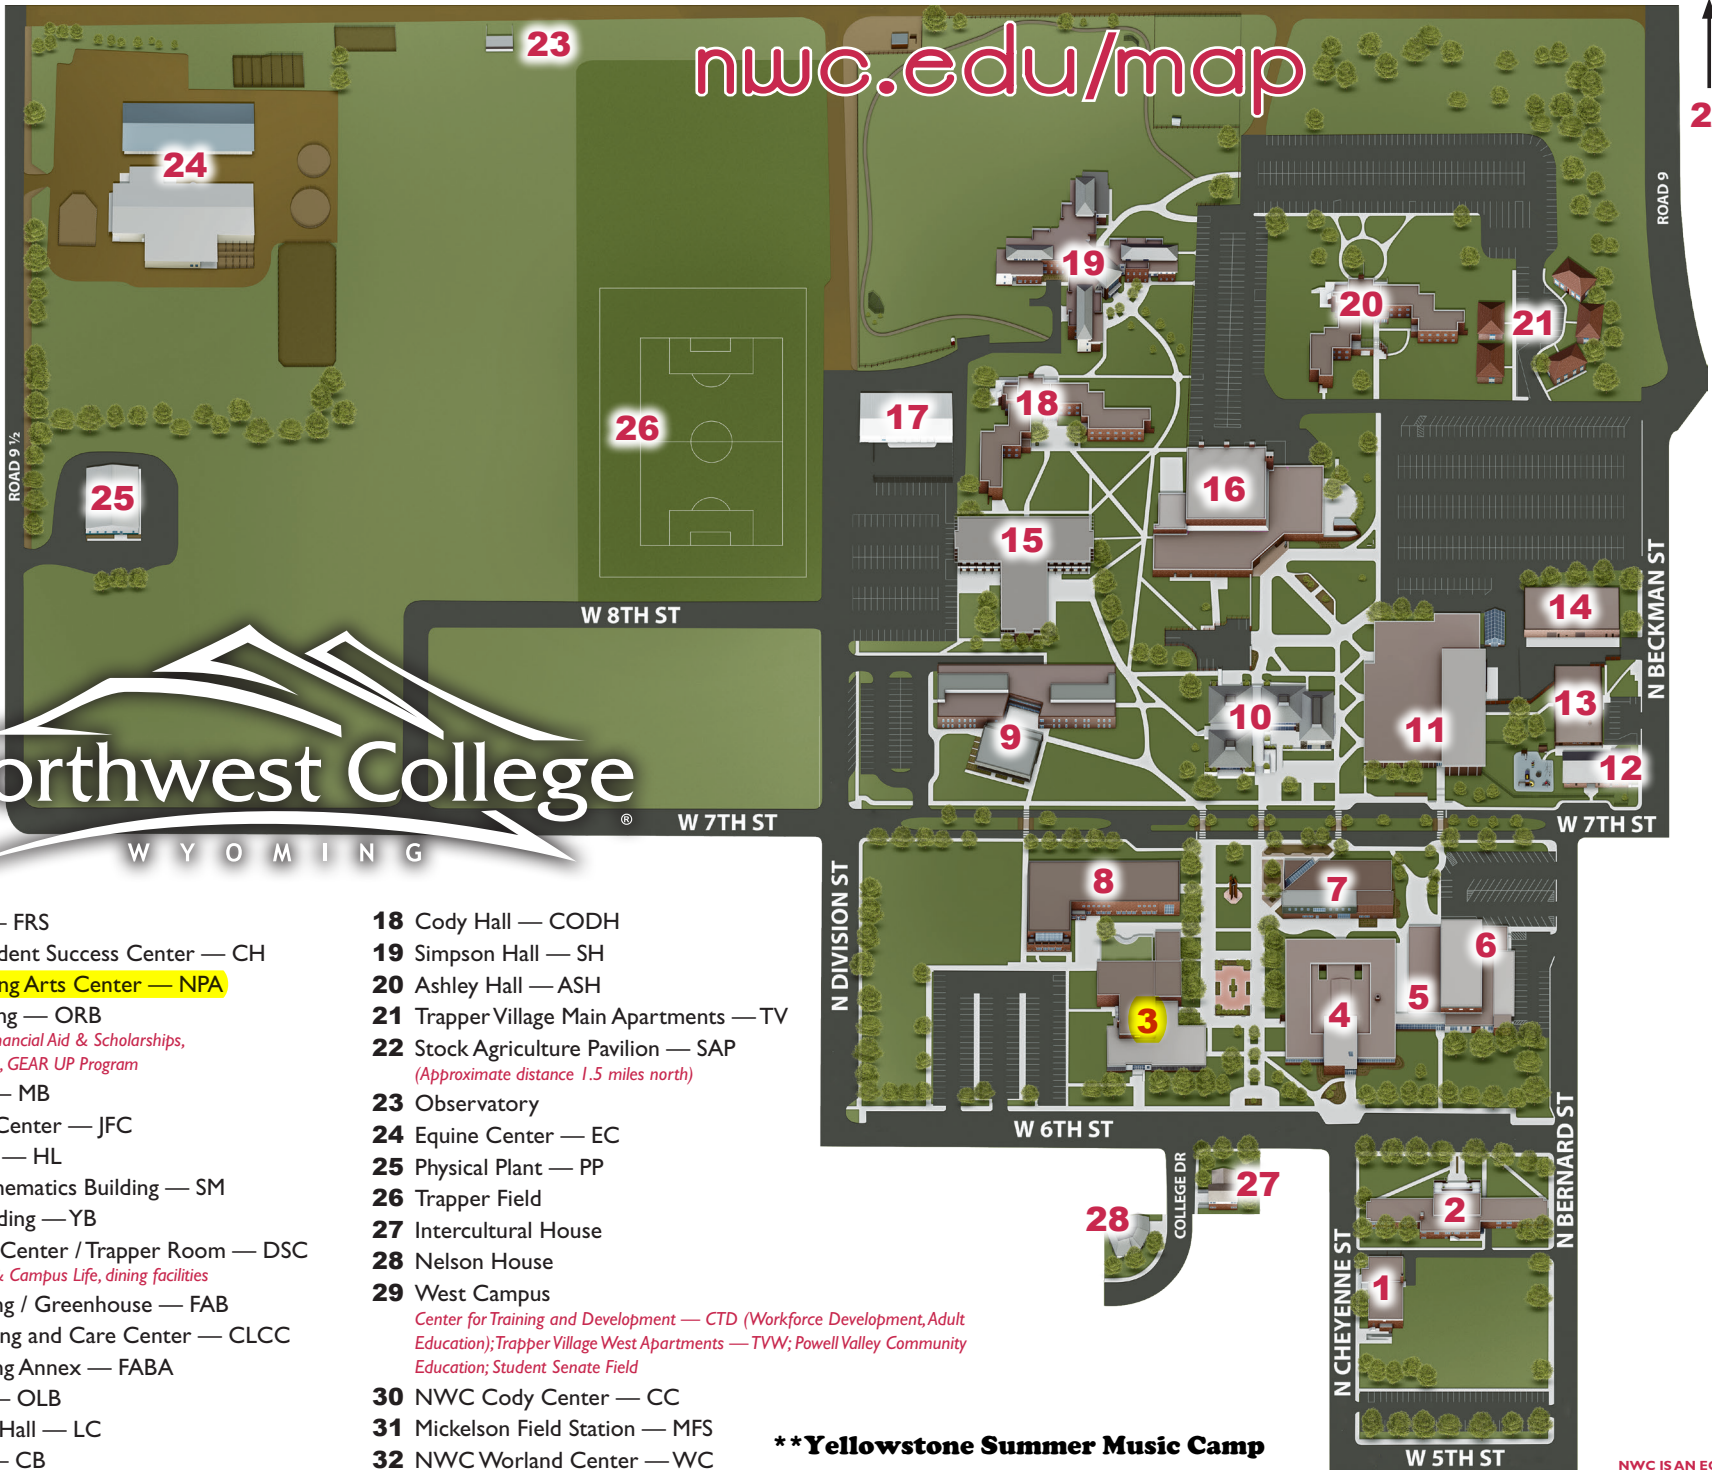 nwc.edu/map
23
24
2
ROAD 9
19
20
21
18
17
26
16
ROAD 9 ½
25
15
W 8TH ST
14
N BECKMAN ST
13
10
11
9
12
orthwest College
®
WYOMING
W 7TH ST
W 7TH ST
N DIVISION ST
8
7
6
5
4
3
W 6TH ST
COLLEGE DR
27
28
N BERNARD ST
2
N CHEYENNE ST
1
W 5TH ST
— FRS
dent Success Center — CH
ng Arts Center — NPA
ng — ORB
nancial Aid & Scholarships,
, GEAR UP Program
— MB
Center — JFC
— HL
hematics Building — SM
ding — YB
Center / Trapper Room — DSC
& Campus Life, dining facilities
ng / Greenhouse — FAB
ng and Care Center — CLCC
ng Annex — FABA
— OLB
Hall — LC
— CB
18 Cody Hall — CODH
19 Simpson Hall — SH
20 Ashley Hall — ASH
21 Trapper Village Main Apartments — TV
22 Stock Agriculture Pavilion — SAP
(Approximate distance 1.5 miles north)
23 Observatory
24 Equine Center — EC
25 Physical Plant — PP
26 Trapper Field
27 Intercultural House
28 Nelson House
29 West Campus
Center for Training and Development — CTD (Workforce Development, Adult
Education); Trapper Village West Apartments — TVW; Powell Valley Community
Education; Student Senate Field
30 NWC Cody Center — CC
31 Mickelson Field Station — MFS
32 NWC Worland Center — WC
**Yellowstone Summer Music Camp
NWC IS AN EQ